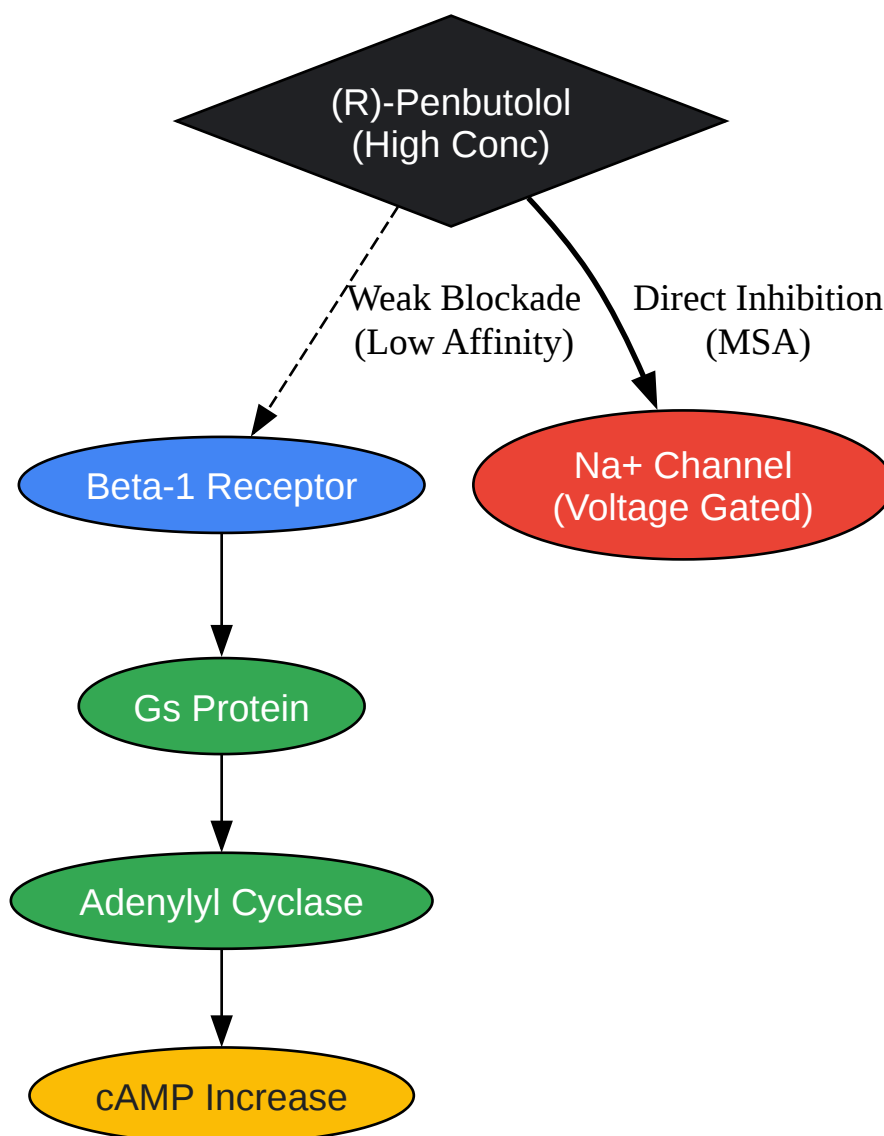 (R)-Penbutolol
(High Conc)
Weak Blockade
(Low Affinity)
Direct Inhibition
(MSA)
Beta-1 Receptor
Na+ Channel
(Voltage Gated)
Gs Protein
Adenylyl Cyclase
cAMP Increase